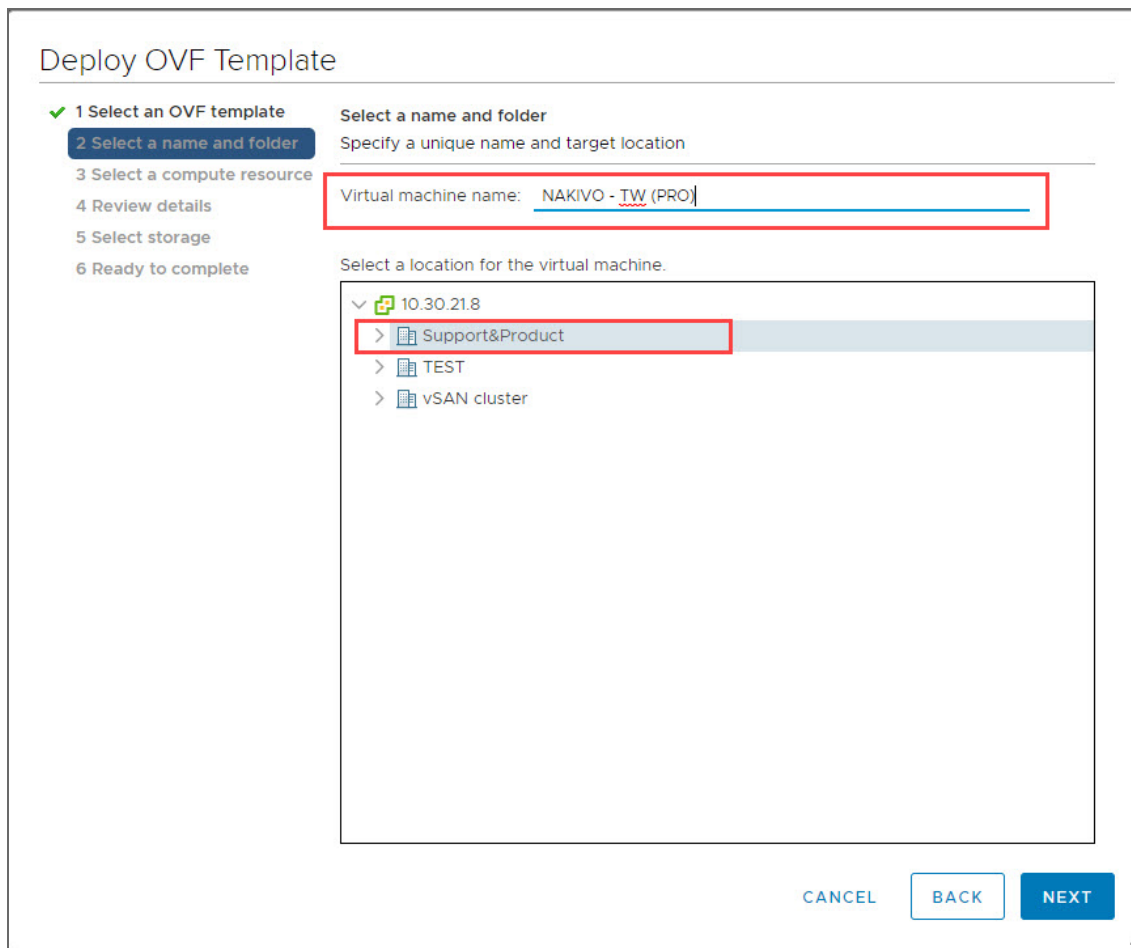 Deploy OVF Template
1 Select an OVF template
2 Select a name and folder
3 Select a compute resource
4 Review details
5 Select storage
6 Ready to complete
Select a name and folder
Specify a unique name and target location
Virtual machine name: NAKIVO - TW (PRO)
Select a location for the virtual machine.
10.30.21.8
Support&Product
TEST
vSAN cluster
CANCEL BACK NEXT